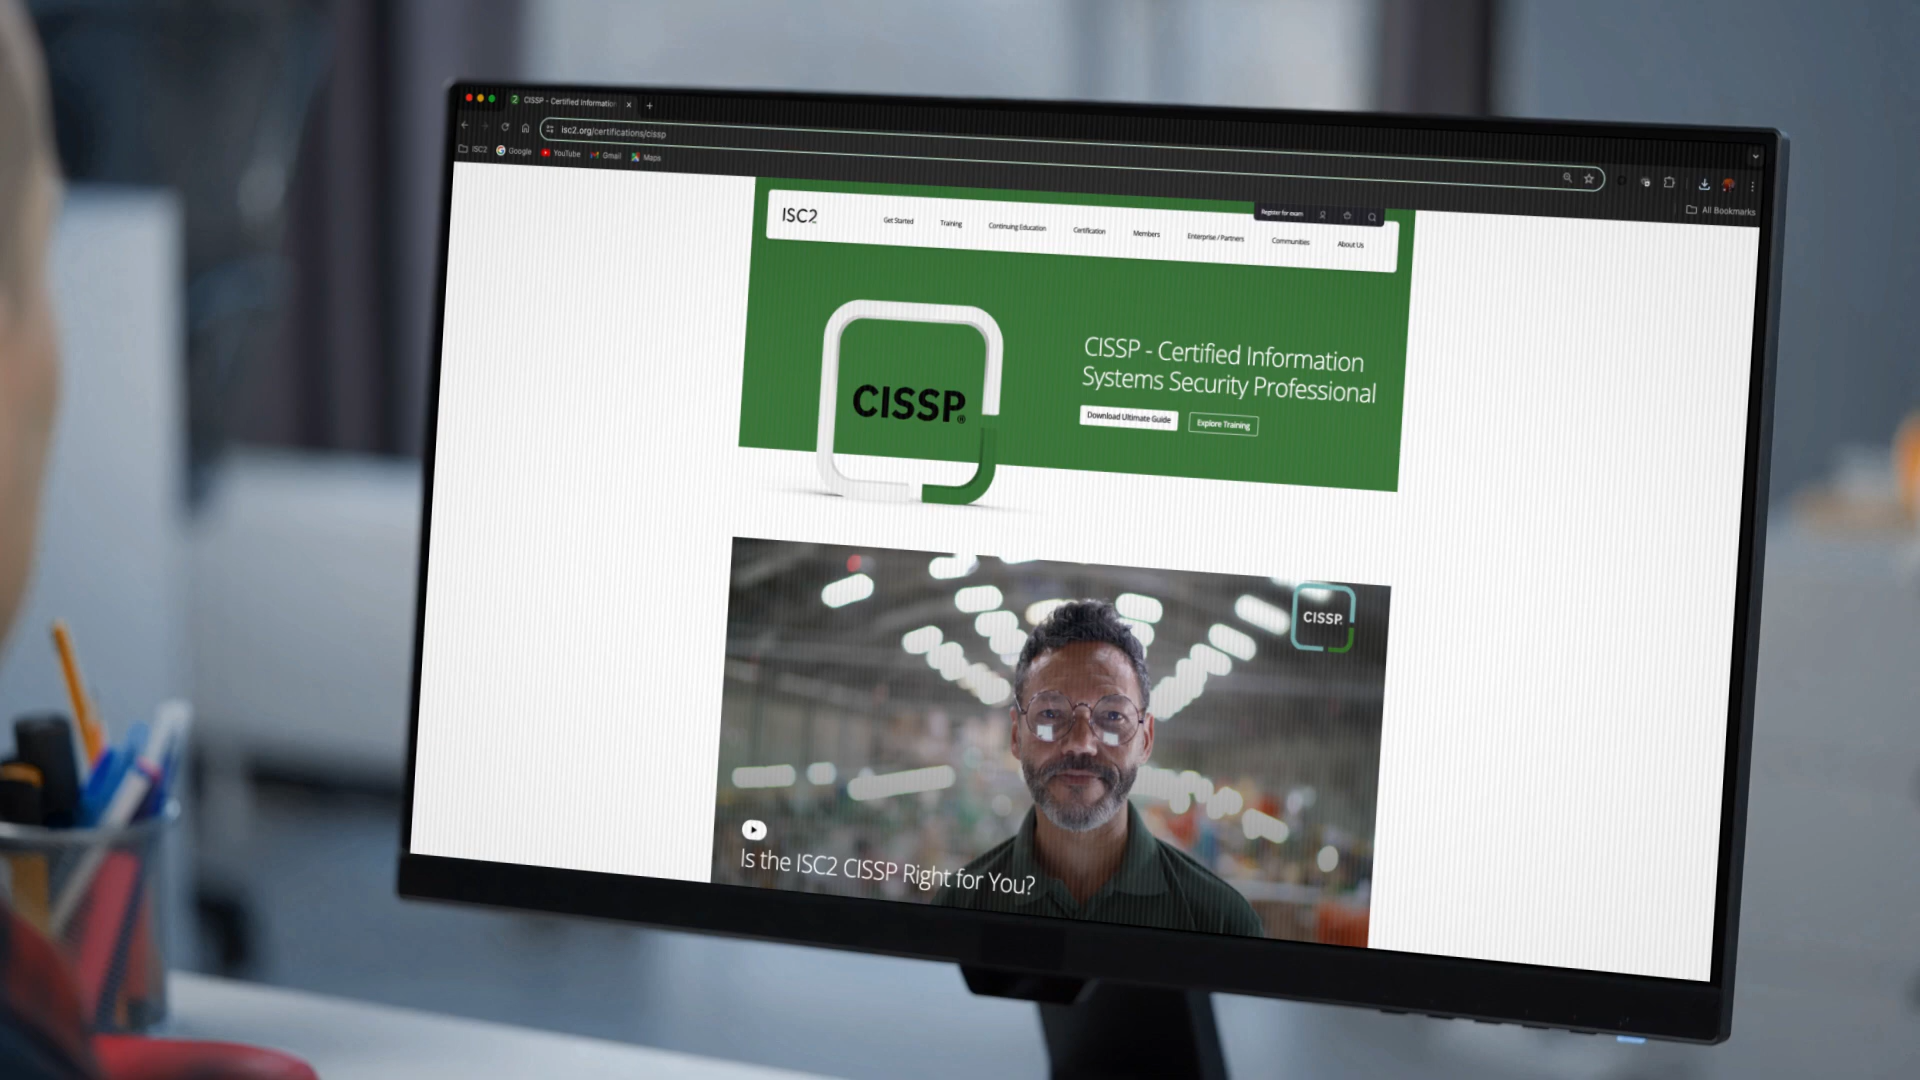 CISSP - Certified Information
isc2.org/certifications/cissp
ISC2 Google YouTube Gmail Maps
All Bookmarks
Register for exam
ISC2 Get Started Training Continuing Education Certification Members Enterprise / Partners Communities About Us
CISSP®
CISSP - Certified Information
Systems Security Professional
Download Ultimate Guide Explore Training
CISSP
Is the ISC2 CISSP Right for You?